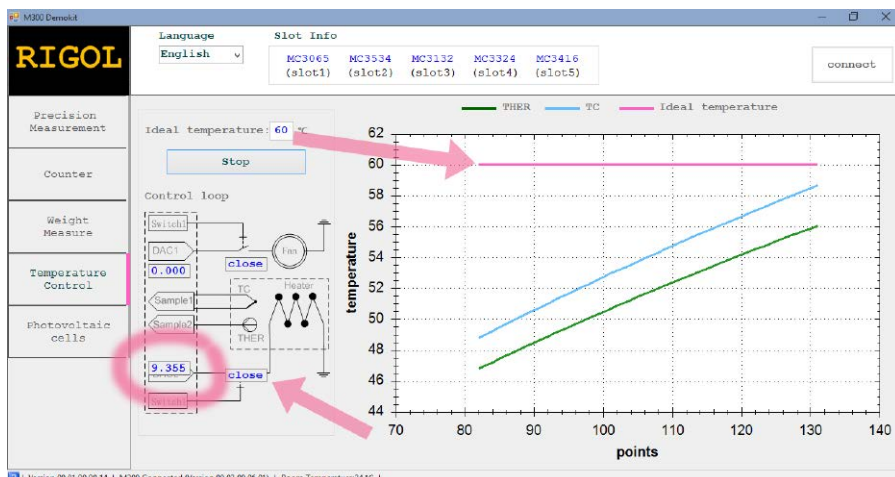 M300 Demokit
RIGOL
Language
English
Slot Info
MC3065 MC3534 MC3132 MC3324 MC3416
(slot1) (slot2) (slot3) (slot4) (slot5)
connect
Precision
Measurement
Counter
Weight
Measure
Temperature
Control
Photovoltaic
cells
Ideal temperature: 60 ℃
Stop
Control loop
Switch1
DAC1
0.000
close
Fan
TC
Heater
Sample1
Sample2
THER
9.355
close
Switch1
THER TC Ideal temperature
temperature
62
60
58
56
54
52
50
48
46
44
70 80 90 100 110 120 130 140
points